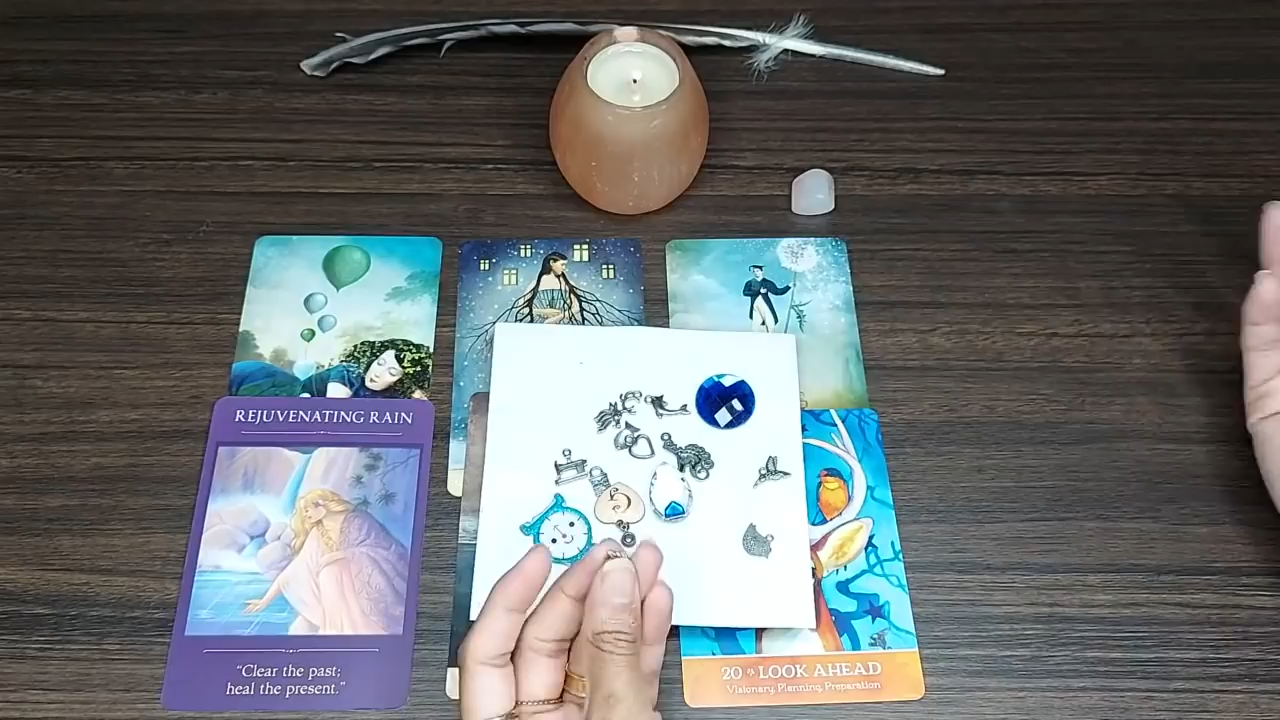 REJUVENATING RAIN
"Clear the past;
heal the present."
20 LOOK AHEAD
Visionary, Planning, Preparation